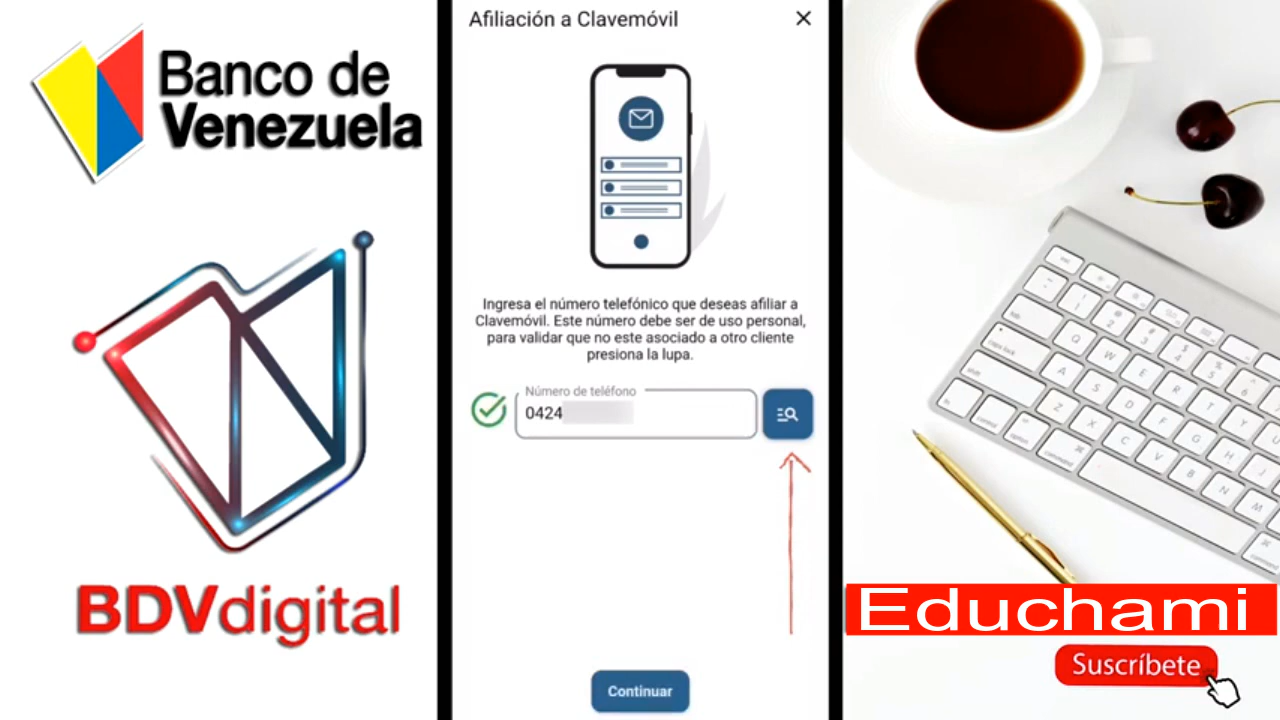 Banco de
Venezuela
BDVdigital
Afiliación a Clavemóvil
Ingresa el número telefónico que deseas afiliar a
Clavemóvil. Este número debe ser de uso personal,
para validar que no este asociado a otro cliente
presiona la lupa.
Número de teléfono
0424
Continuar
Educhami
Suscríbete